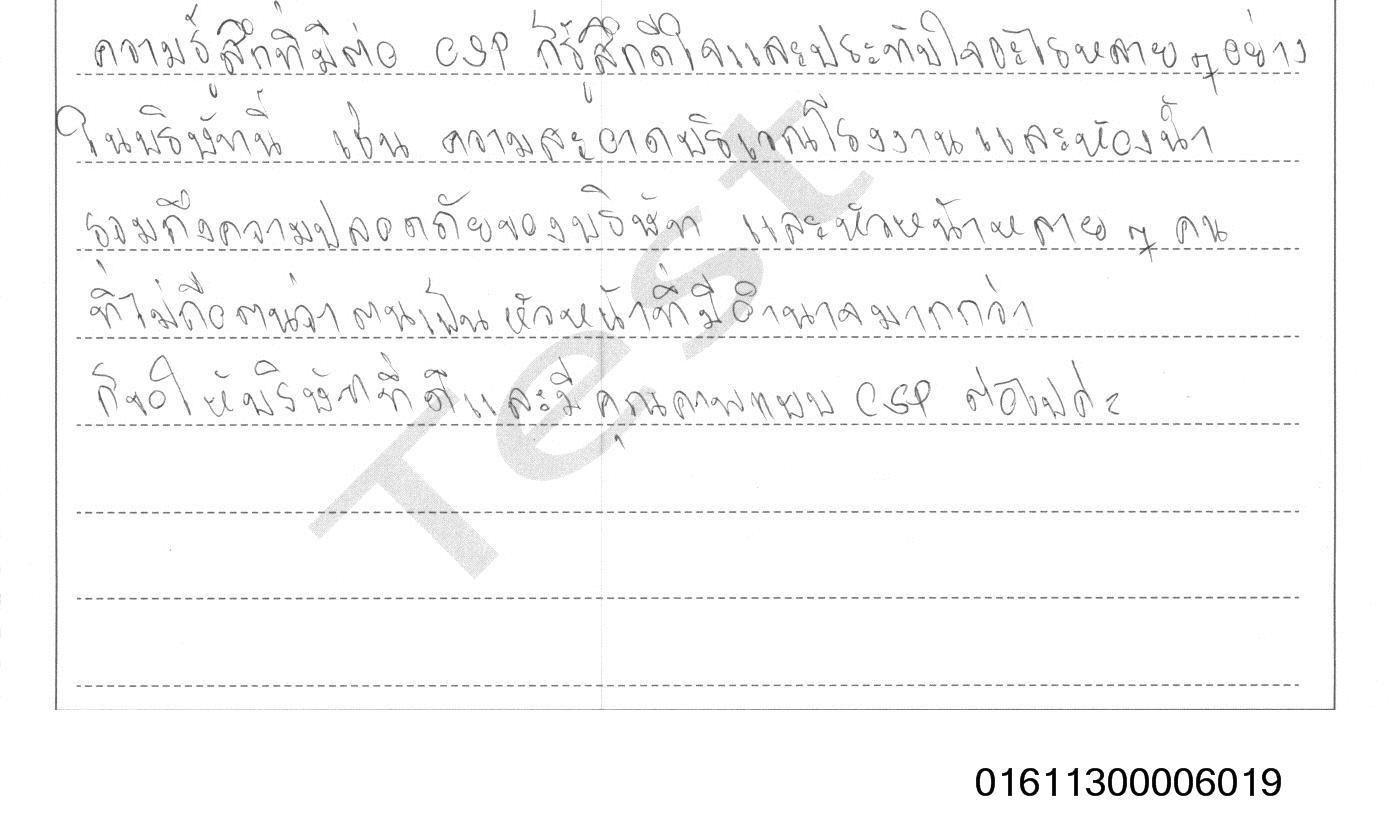 ความรู้สึกที่มีต่อ CSP ก็รู้สึกดีใจและประทับใจอะไรหลายๆอย่าง
ในบริษัทนี้ เช่น ความสะอาดบริเวณโรงงานและห้องน้ำ
รวมถึงความปลอดภัยของบริษัท และหัวหน้าหลายๆ คน
ที่ไม่ถือตนว่าตนเป็นหัวหน้าที่มีอำนาจมากกว่า
ก็ขอให้บริษัทที่ดีและมีคุณภาพแบบ CSP ต่อไปค่ะ
Test
01611300006019